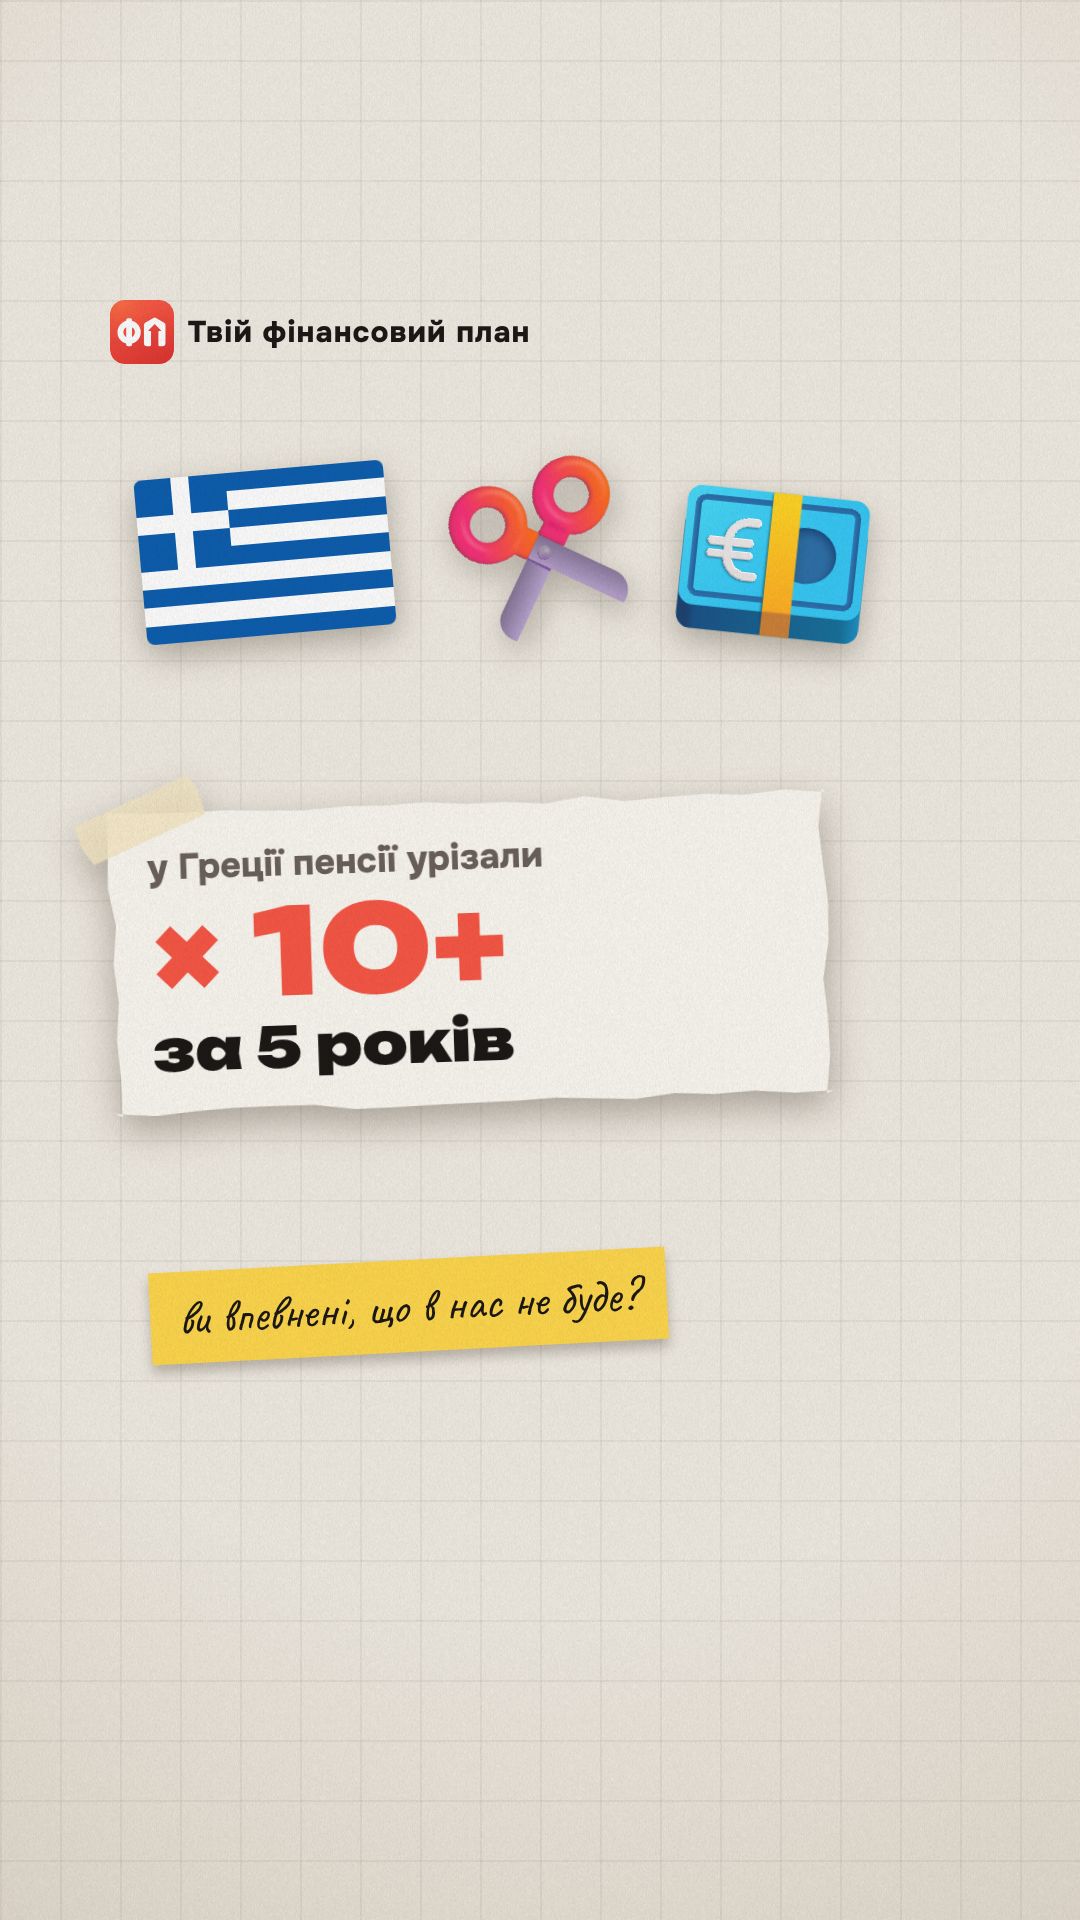 ФП Твій фінансовий план
€
у Греції пенсії урізали
× 10+
за 5 років
ви впевнені, що в нас не буде?